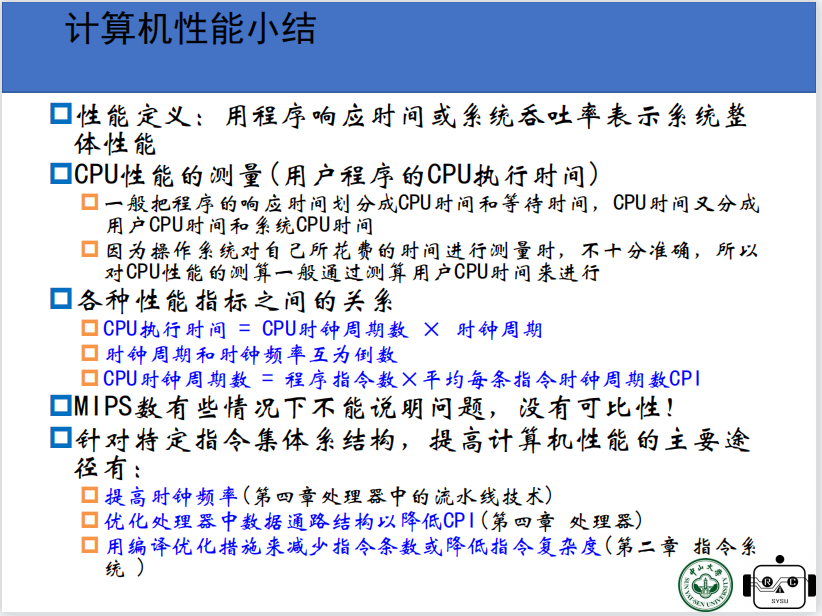 计算机性能小结
性能定义：用程序响应时间或系统吞吐率表示系统整
体性能
CPU性能的测量(用户程序的CPU执行时间)
一般把程序的响应时间划分成CPU时间和等待时间，CPU时间又分成
用户CPU时间和系统CPU时间
因为操作系统对自己所花费的时间进行测量时，不十分准确，所以
对CPU性能的测算一般通过测算用户CPU时间来进行
各种性能指标之间的关系
CPU执行时间 = CPU时钟周期数 × 时钟周期
时钟周期和时钟频率互为倒数
CPU时钟周期数 = 程序指令数×平均每条指令时钟周期数CPI
MIPS数有些情况下不能说明问题，没有可比性！
针对特定指令集体系结构，提高计算机性能的主要途
径有：
提高时钟频率(第四章处理器中的流水线技术)
优化处理器中数据通路结构以降低CPI(第四章 处理器)
用编译优化措施来减少指令条数或降低指令复杂度(第二章 指令系
统 )
中山大学
SUN YAT-SEN UNIVERSITY
R C
SYSU